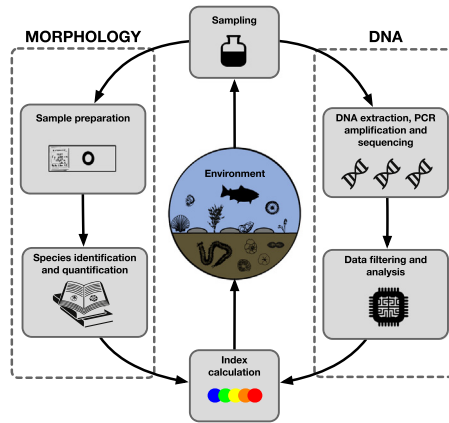 Sampling
MORPHOLOGY
DNA
Sample preparation
DNA extraction, PCR
amplification and
sequencing
Environment
Species identification
and quantification
Data filtering and
analysis
Index
calculation